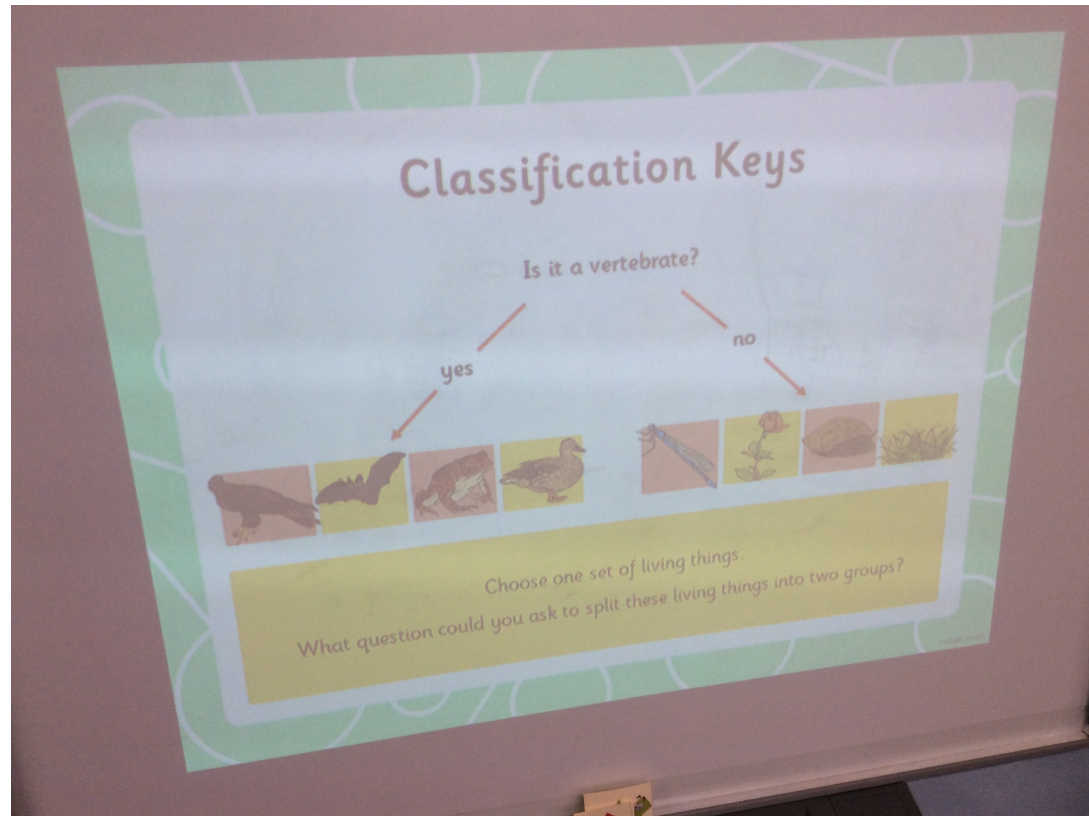 Classification Keys
Is it a vertebrate?
no
yes
Choose one set of living things.
What question could you ask to split these living things into two groups?